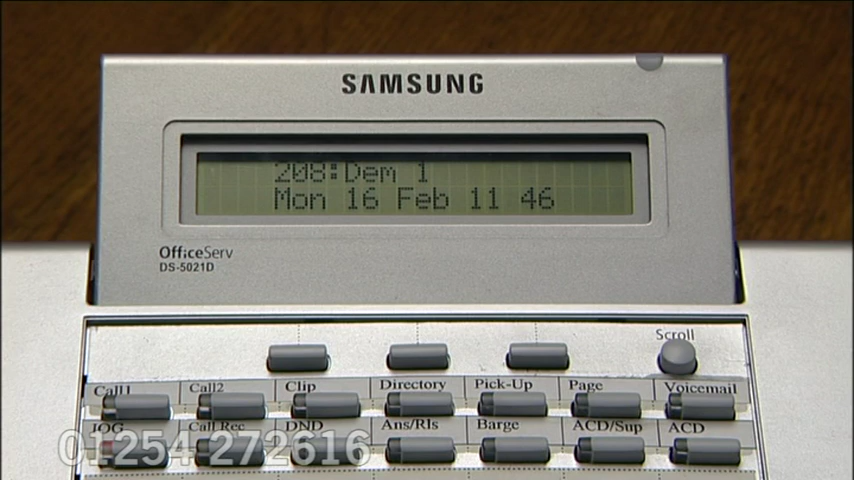 SAMSUNG
208:Dem 1
Mon 16 Feb 11 46
OfficeServ
DS-5021D
Scroll
Call1 Call2 Clip Directory Pick-Up Page Voicemail
IOG Call Rec DND Ans/Rls Barge ACD/Sup ACD
01254 272616